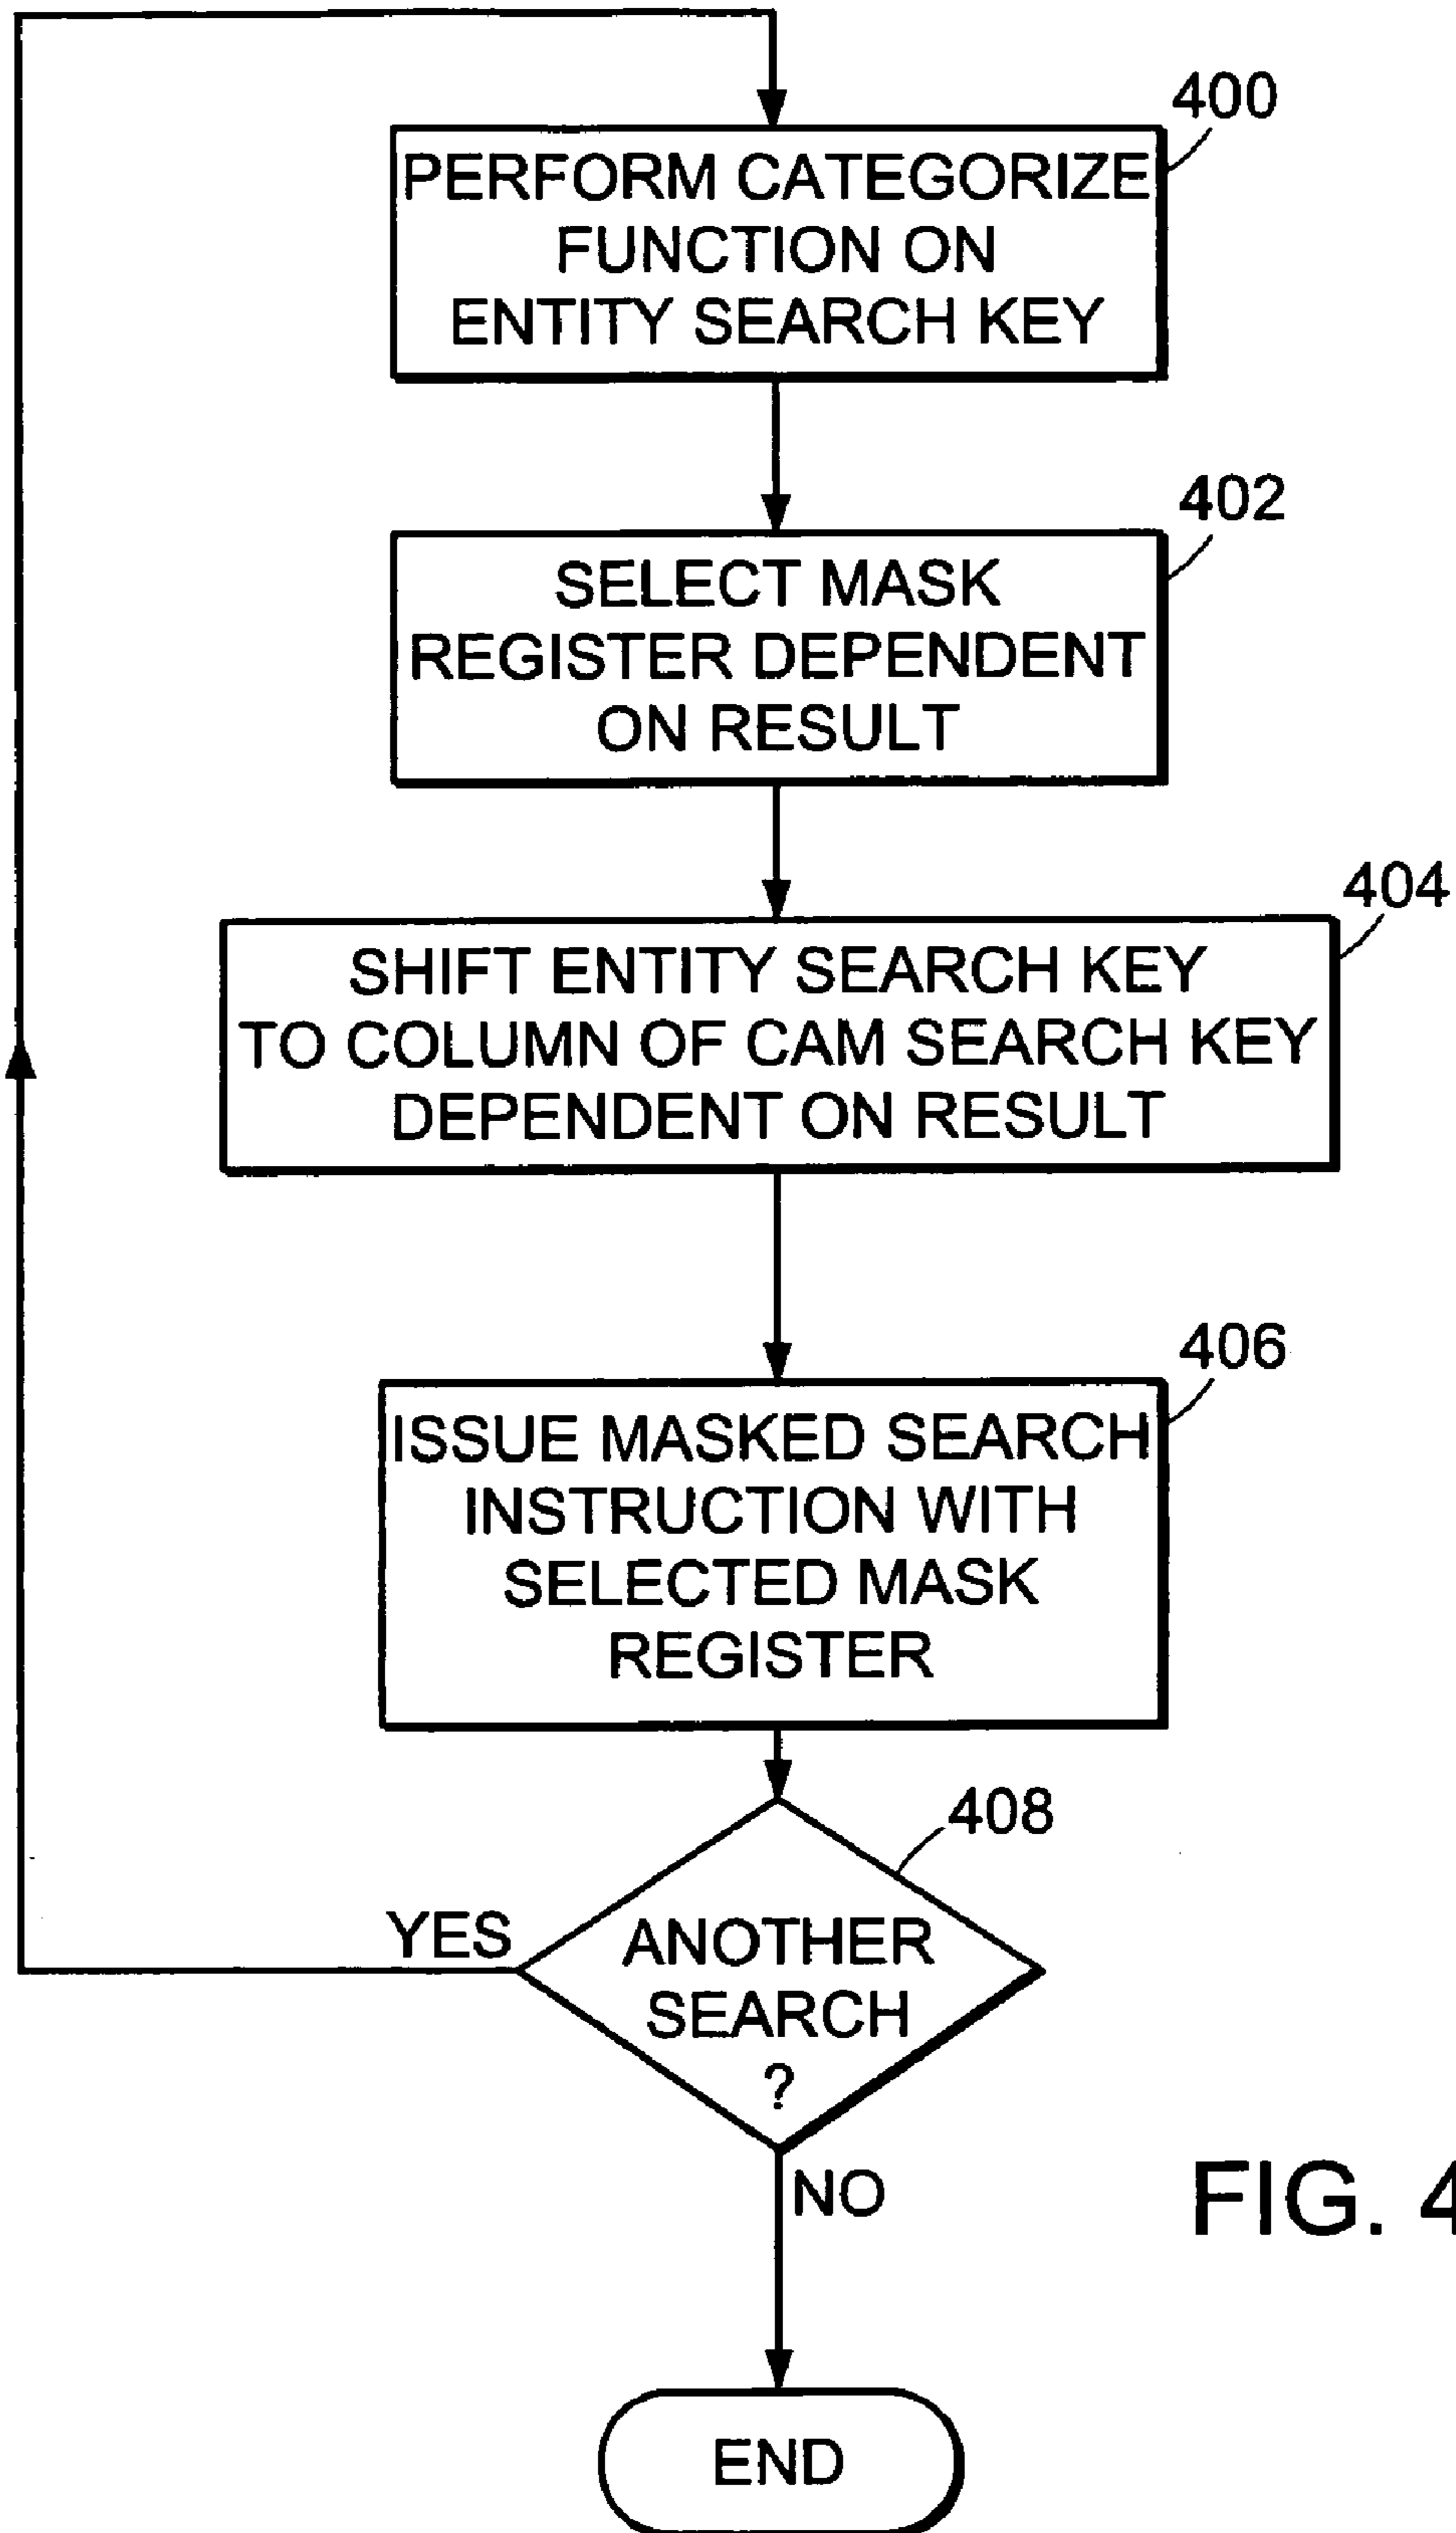 400
PERFORM CATEGORIZE
FUNCTION ON
ENTITY SEARCH KEY
402
SELECT MASK
REGISTER DEPENDENT
ON RESULT
404
SHIFT ENTITY SEARCH KEY
TO COLUMN OF CAM SEARCH KEY
DEPENDENT ON RESULT
406
ISSUE MASKED SEARCH
INSTRUCTION WITH
SELECTED MASK
REGISTER
408
YES
ANOTHER
SEARCH
?
NO
FIG. 4
END